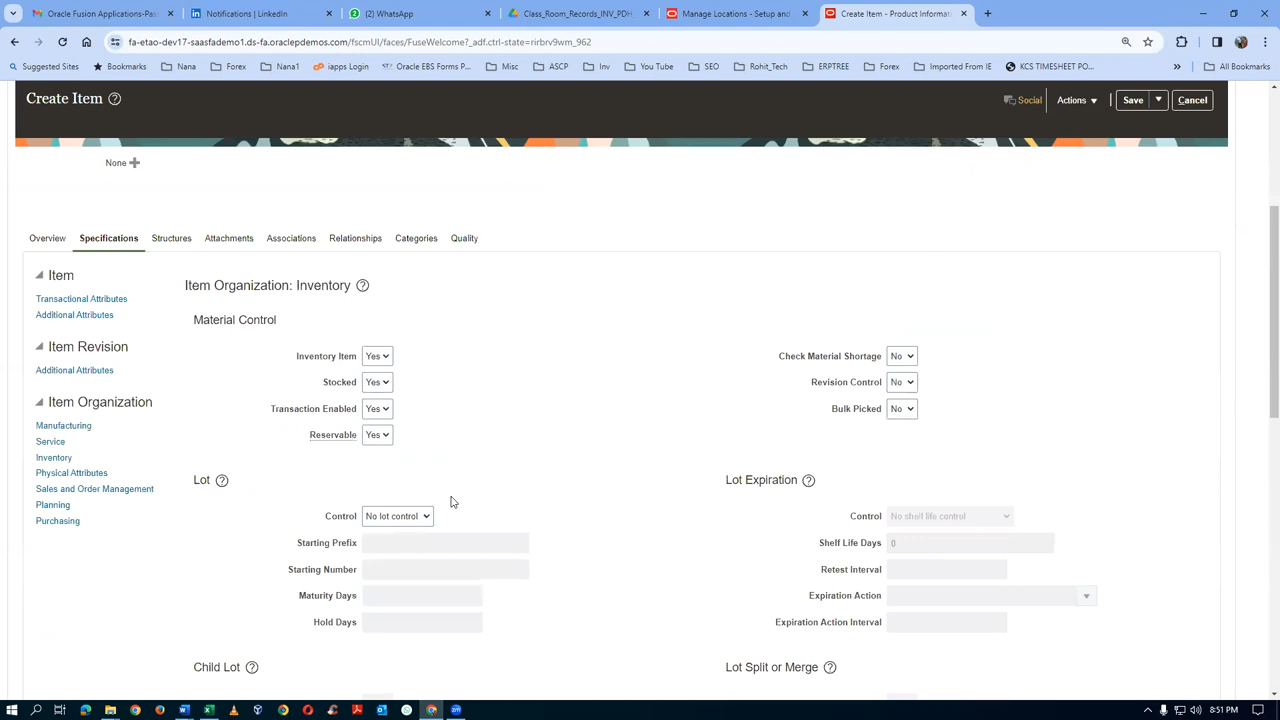 Gmail Oracle Applications-Pas
Notifications | LinkedIn
(2) WhatsApp
Class_Room_Records_INV_PDH_
Manage Locations - Setup and
Create Item - Product Informat
fa-etao-dev17-saasfademo1.ds-fa.oraclepdemos.com/fscmUI/faces/FuseWelcome?_adf.ctrl-state=rirbrv9wm_962
Suggested Sites Bookmarks Nana Forex Nana1 iapps Login Oracle EBS Forms P... Misc ASCP Inv You Tube SEO Rohit_Tech ERPTREE Forex Imported From IE KCS TIMESHEET PO... » All Bookmarks
Create Item
Social Actions Save Cancel
None
Overview Specifications Structures Attachments Associations Relationships Categories Quality
Item
Transactional Attributes
Additional Attributes
Item Revision
Additional Attributes
Item Organization
Manufacturing
Service
Inventory
Physical Attributes
Sales and Order Management
Planning
Purchasing
Item Organization: Inventory
Material Control
Inventory Item Yes
Stocked Yes
Transaction Enabled Yes
Reservable Yes
Check Material Shortage No
Revision Control No
Bulk Picked No
Lot
Control No lot control
Starting Prefix
Starting Number
Maturity Days
Hold Days
Lot Expiration
Control No shelf life control
Shelf Life Days 0
Retest Interval
Expiration Action
Expiration Action Interval
Child Lot
Lot Split or Merge
8:51 PM